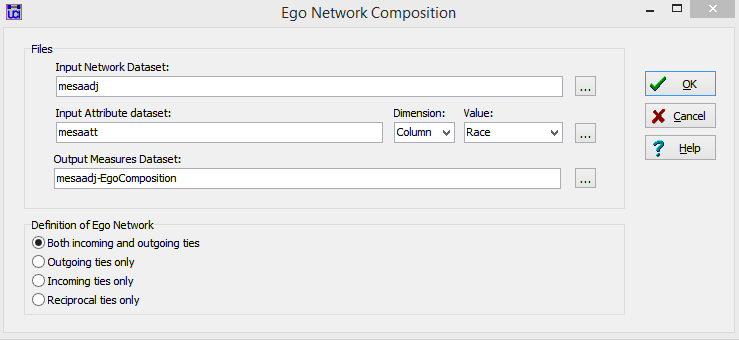 UCI
Ego Network Composition
Files
Input Network Dataset:
mesaadj
...
Input Attribute dataset:
Dimension:
Value:
mesaatt
Column
Race
...
Output Measures Dataset:
mesaadj-EgoComposition
...
OK
Cancel
? Help
Definition of Ego Network
Both incoming and outgoing ties
Outgoing ties only
Incoming ties only
Reciprocal ties only